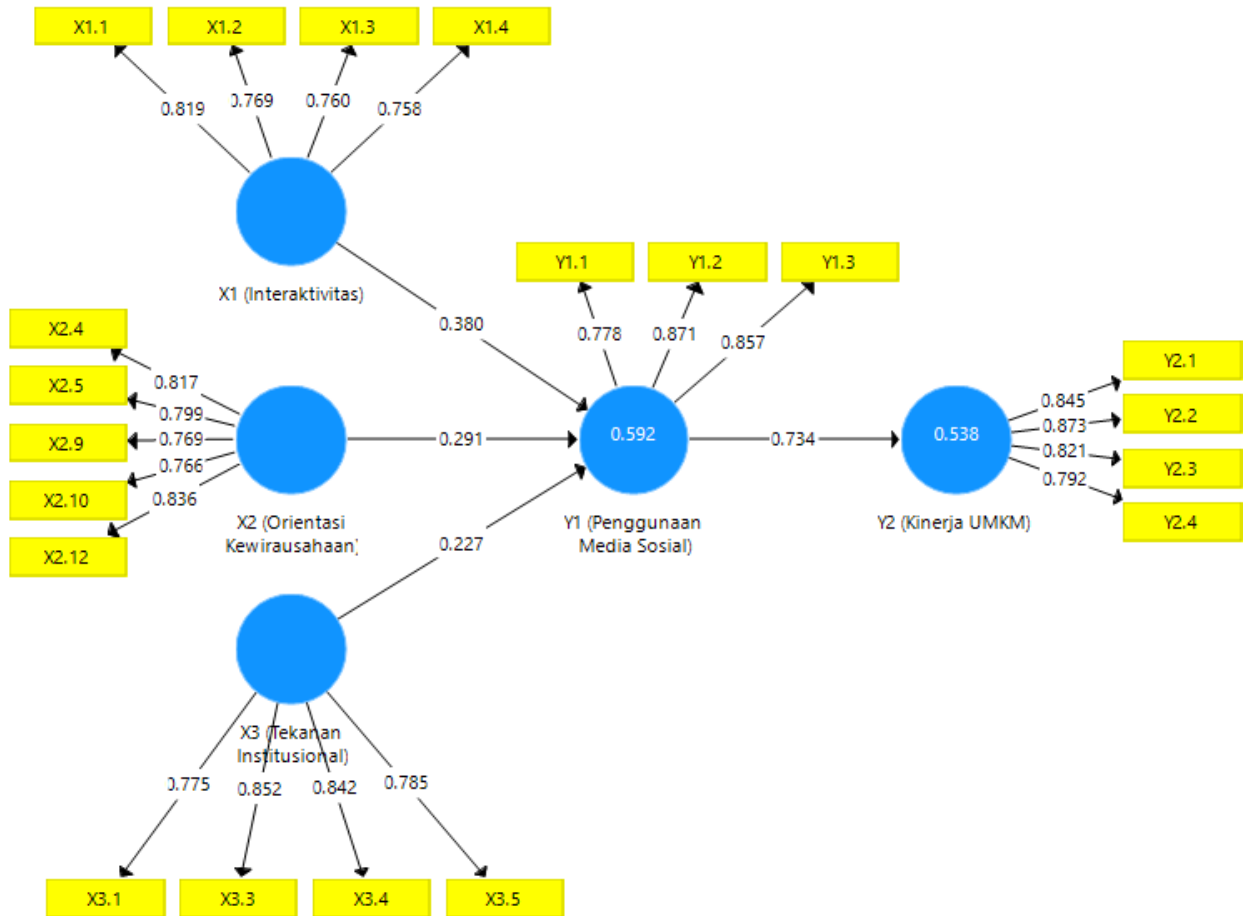 X1.1
X1.2
X1.3
X1.4
0.819
0.769
0.760
0.758
X1 (Interaktivitas)
Y1.1
Y1.2
Y1.3
X2.4
X2.5
X2.9
X2.10
X2.12
0.817
0.799
0.769
0.766
0.836
0.380
0.778
0.871
0.857
0.291
0.592
0.734
0.538
0.845
0.873
0.821
0.792
Y2.1
Y2.2
Y2.3
Y2.4
X2 (Orientasi
Kewirausahaan)
Y1 (Penggunaan
Media Sosial)
Y2 (Kinerja UMKM)
0.227
X3 (Tekanan
Institusional)
0.775
0.852
0.842
0.785
X3.1
X3.3
X3.4
X3.5